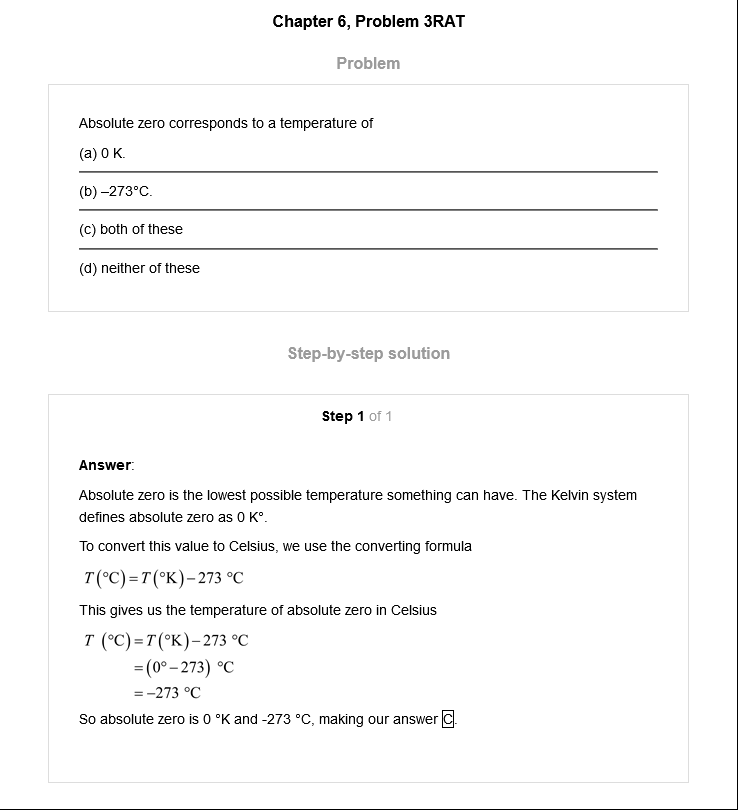 Chapter 6, Problem 3RAT
Problem
Absolute zero corresponds to a temperature of
(a) 0 K.
(b) –273°C.
(c) both of these
(d) neither of these
Step-by-step solution
Step 1 of 1
Answer:
Absolute zero is the lowest possible temperature something can have. The Kelvin system
defines absolute zero as 0 K°.
To convert this value to Celsius, we use the converting formula
T(°C)=T(°K)−273 °C
This gives us the temperature of absolute zero in Celsius
T (°C)=T(°K)−273 °C
=(0°−273) °C
=−273 °C
So absolute zero is 0 °K and -273 °C, making our answer C.